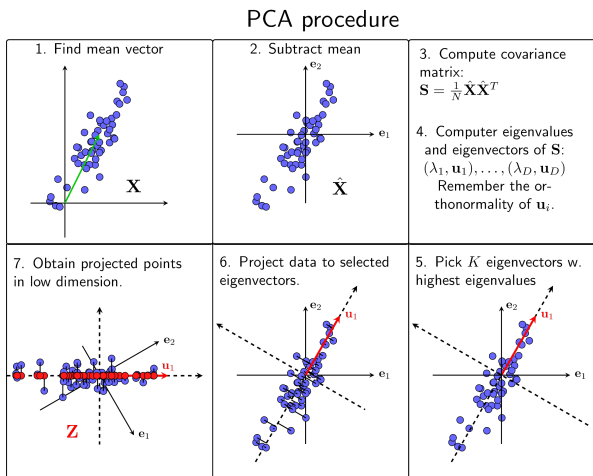 PCA procedure
1. Find mean vector
X
2. Subtract mean
e₂
e₁
X̂
3. Compute covariance
matrix:
S = 1/N X̂X̂ᵀ
4. Computer eigenvalues
and eigenvectors of S:
(λ₁, u₁), . . . , (λ_D, u_D)
Remember the or-
thonormality of uᵢ.
7. Obtain projected points
in low dimension.
e₂
u₁
Z
e₁
6. Project data to selected
eigenvectors.
e₂
u₁
e₁
5. Pick K eigenvectors w.
highest eigenvalues
e₂
u₁
e₁